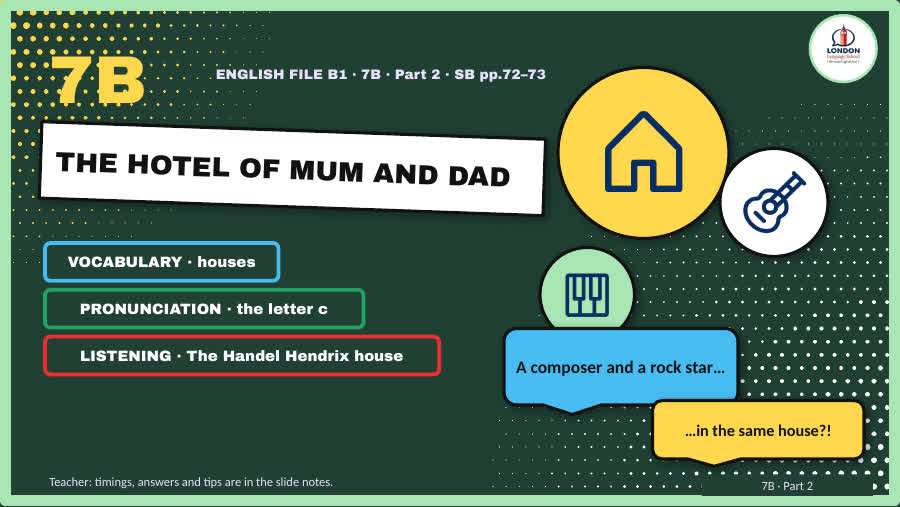 7B
ENGLISH FILE B1 · 7B · Part 2 · SB pp.72–73
LONDON
Language School
THE HOTEL OF MUM AND DAD
VOCABULARY · houses
PRONUNCIATION · the letter c
LISTENING · The Handel Hendrix house
A composer and a rock star...
...in the same house?!
Teacher: timings, answers and tips are in the slide notes.
7B · Part 2